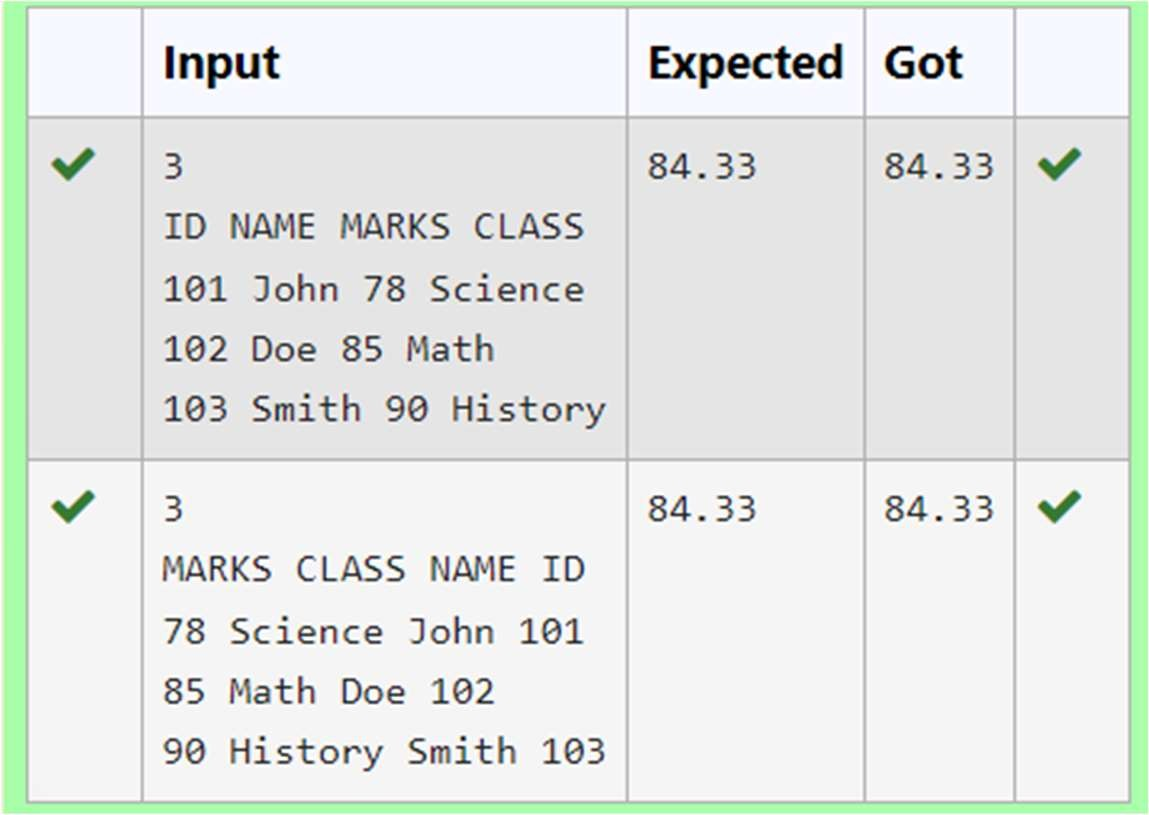 Input Expected Got
3 84.33 84.33
ID NAME MARKS CLASS
101 John 78 Science
102 Doe 85 Math
103 Smith 90 History
3 84.33 84.33
MARKS CLASS NAME ID
78 Science John 101
85 Math Doe 102
90 History Smith 103